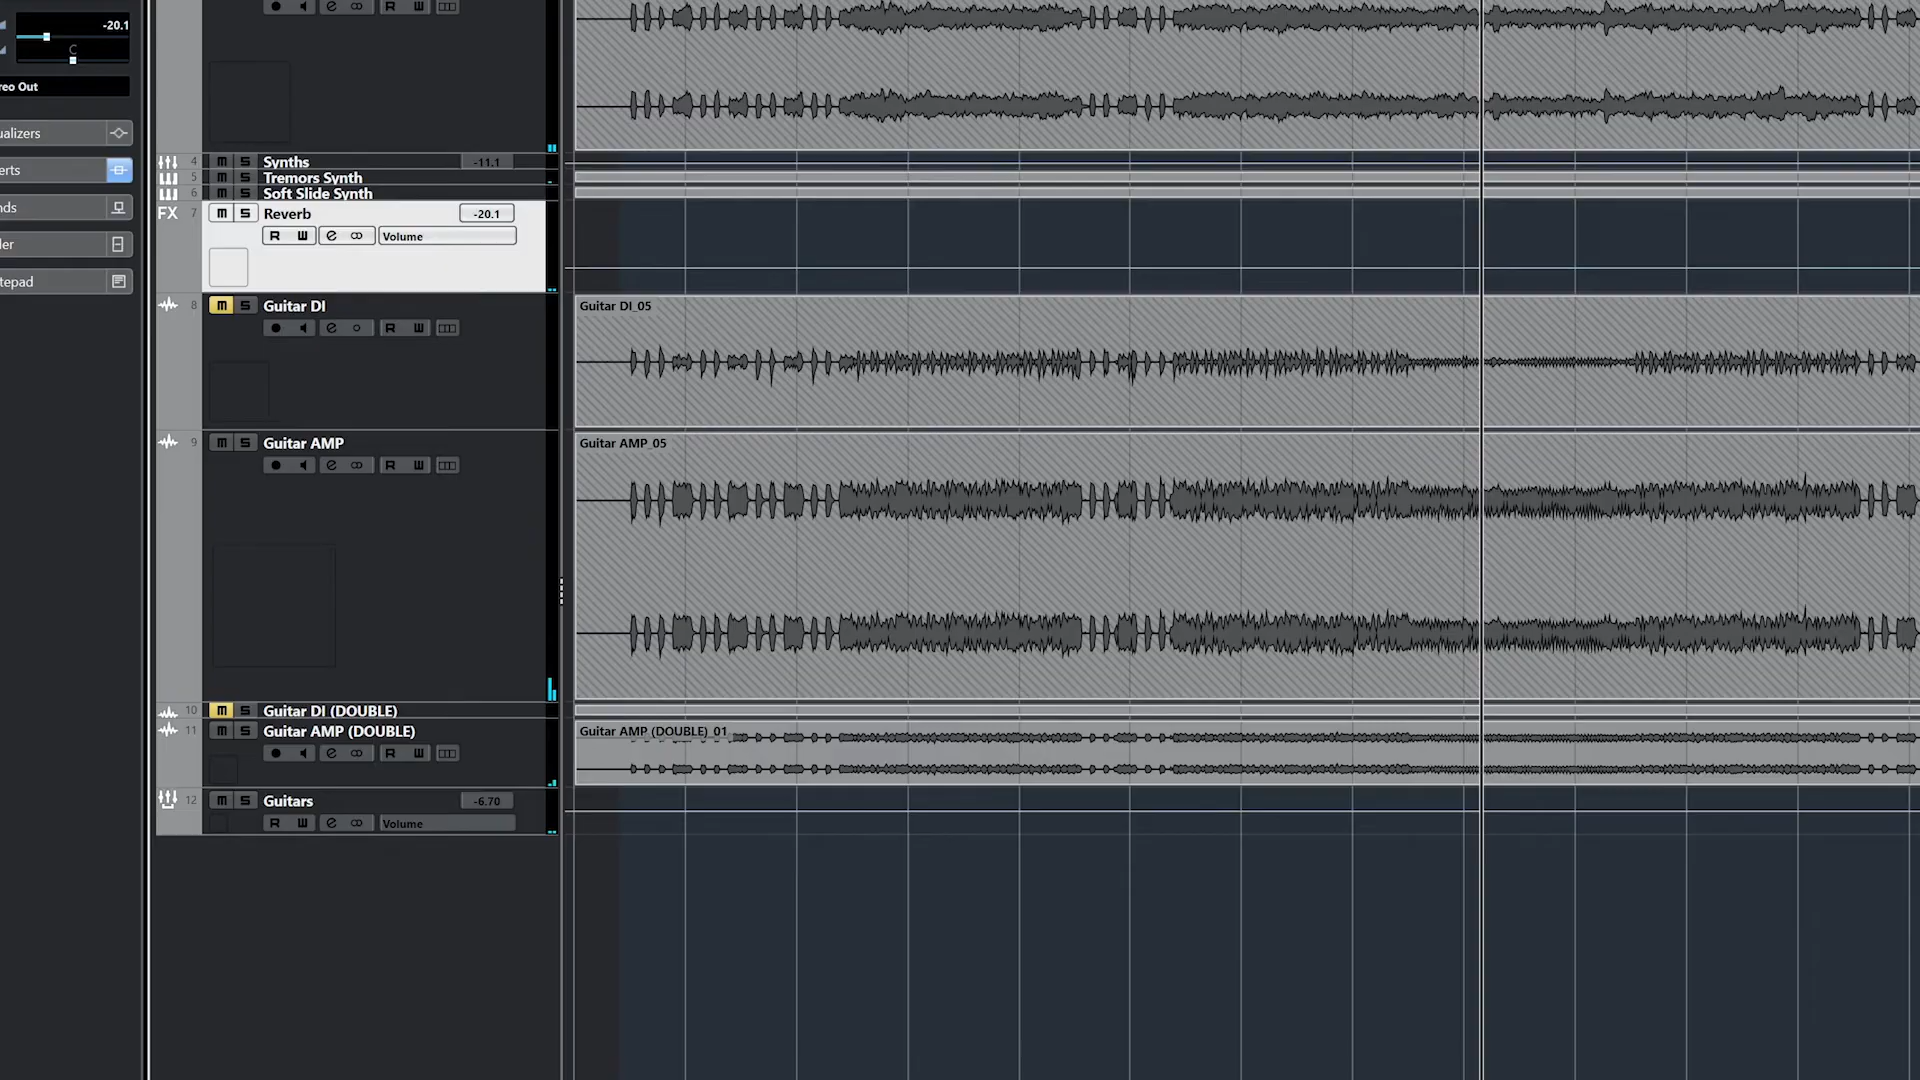 -20.1
C
reo Out
ualizers
erts
nds
ler
tepad
R W
4 m S Synths -11.1
5 m S Tremors Synth
6 m S Soft Slide Synth
FX 7 m S Reverb -20.1
R W e Volume
8 m S Guitar DI
e R W
Guitar DI_05
9 m S Guitar AMP
e R W
Guitar AMP_05
10 m S Guitar DI (DOUBLE)
11 m S Guitar AMP (DOUBLE)
e R W
Guitar AMP (DOUBLE)_01
12 m S Guitars -6.70
R W e Volume